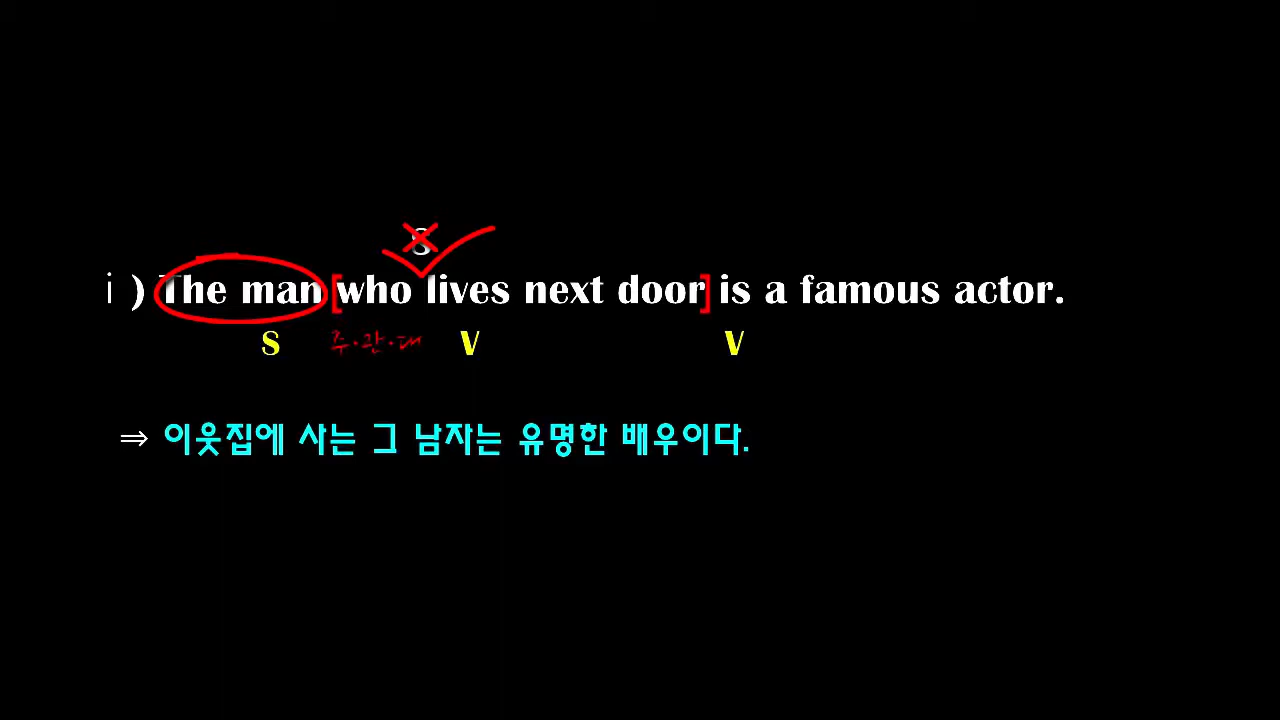 S
i ) The man [who lives next door] is a famous actor.
S 주·관·대 V V
⇒ 이웃집에 사는 그 남자는 유명한 배우이다.